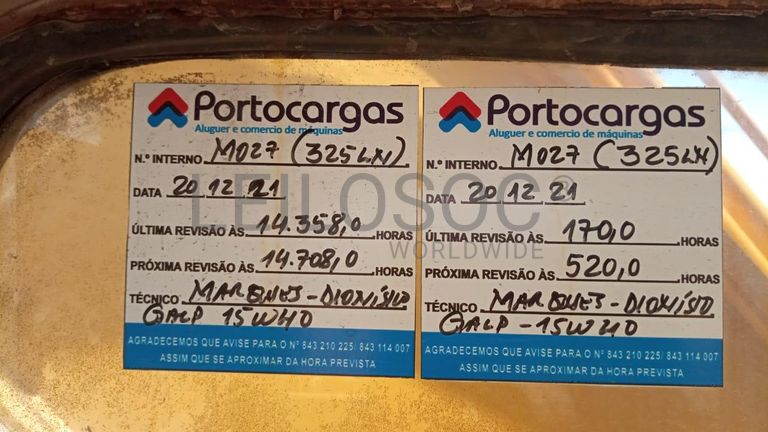 Portocargas
Aluguer e comercio de máquinas
N.º INTERNO M027 (325LXI)
DATA 20 12 21
ÚLTIMA REVISÃO ÀS 14.358,0 HORAS
PRÓXIMA REVISÃO ÀS 14.708,0 HORAS
TÉCNICO MARQUES-DIONÍSIO
GALP 15W40
AGRADECEMOS QUE AVISE PARA O Nº 843 210 225/ 843 114 007
ASSIM QUE SE APROXIMAR DA HORA PREVISTA
Portocargas
Aluguer e comercio de máquinas
N.º INTERNO M027 (325LN)
DATA 20 12 21
ÚLTIMA REVISÃO ÀS 170,0 HORAS
PRÓXIMA REVISÃO ÀS 520,0 HORAS
TÉCNICO MARQUES-DIONÍSIO
GALP-15W40
AGRADECEMOS QUE AVISE PARA O Nº 843 210 225/ 843 114 007
ASSIM QUE SE APROXIMAR DA HORA PREVISTA
LEILOSOC®
WORLDWIDE